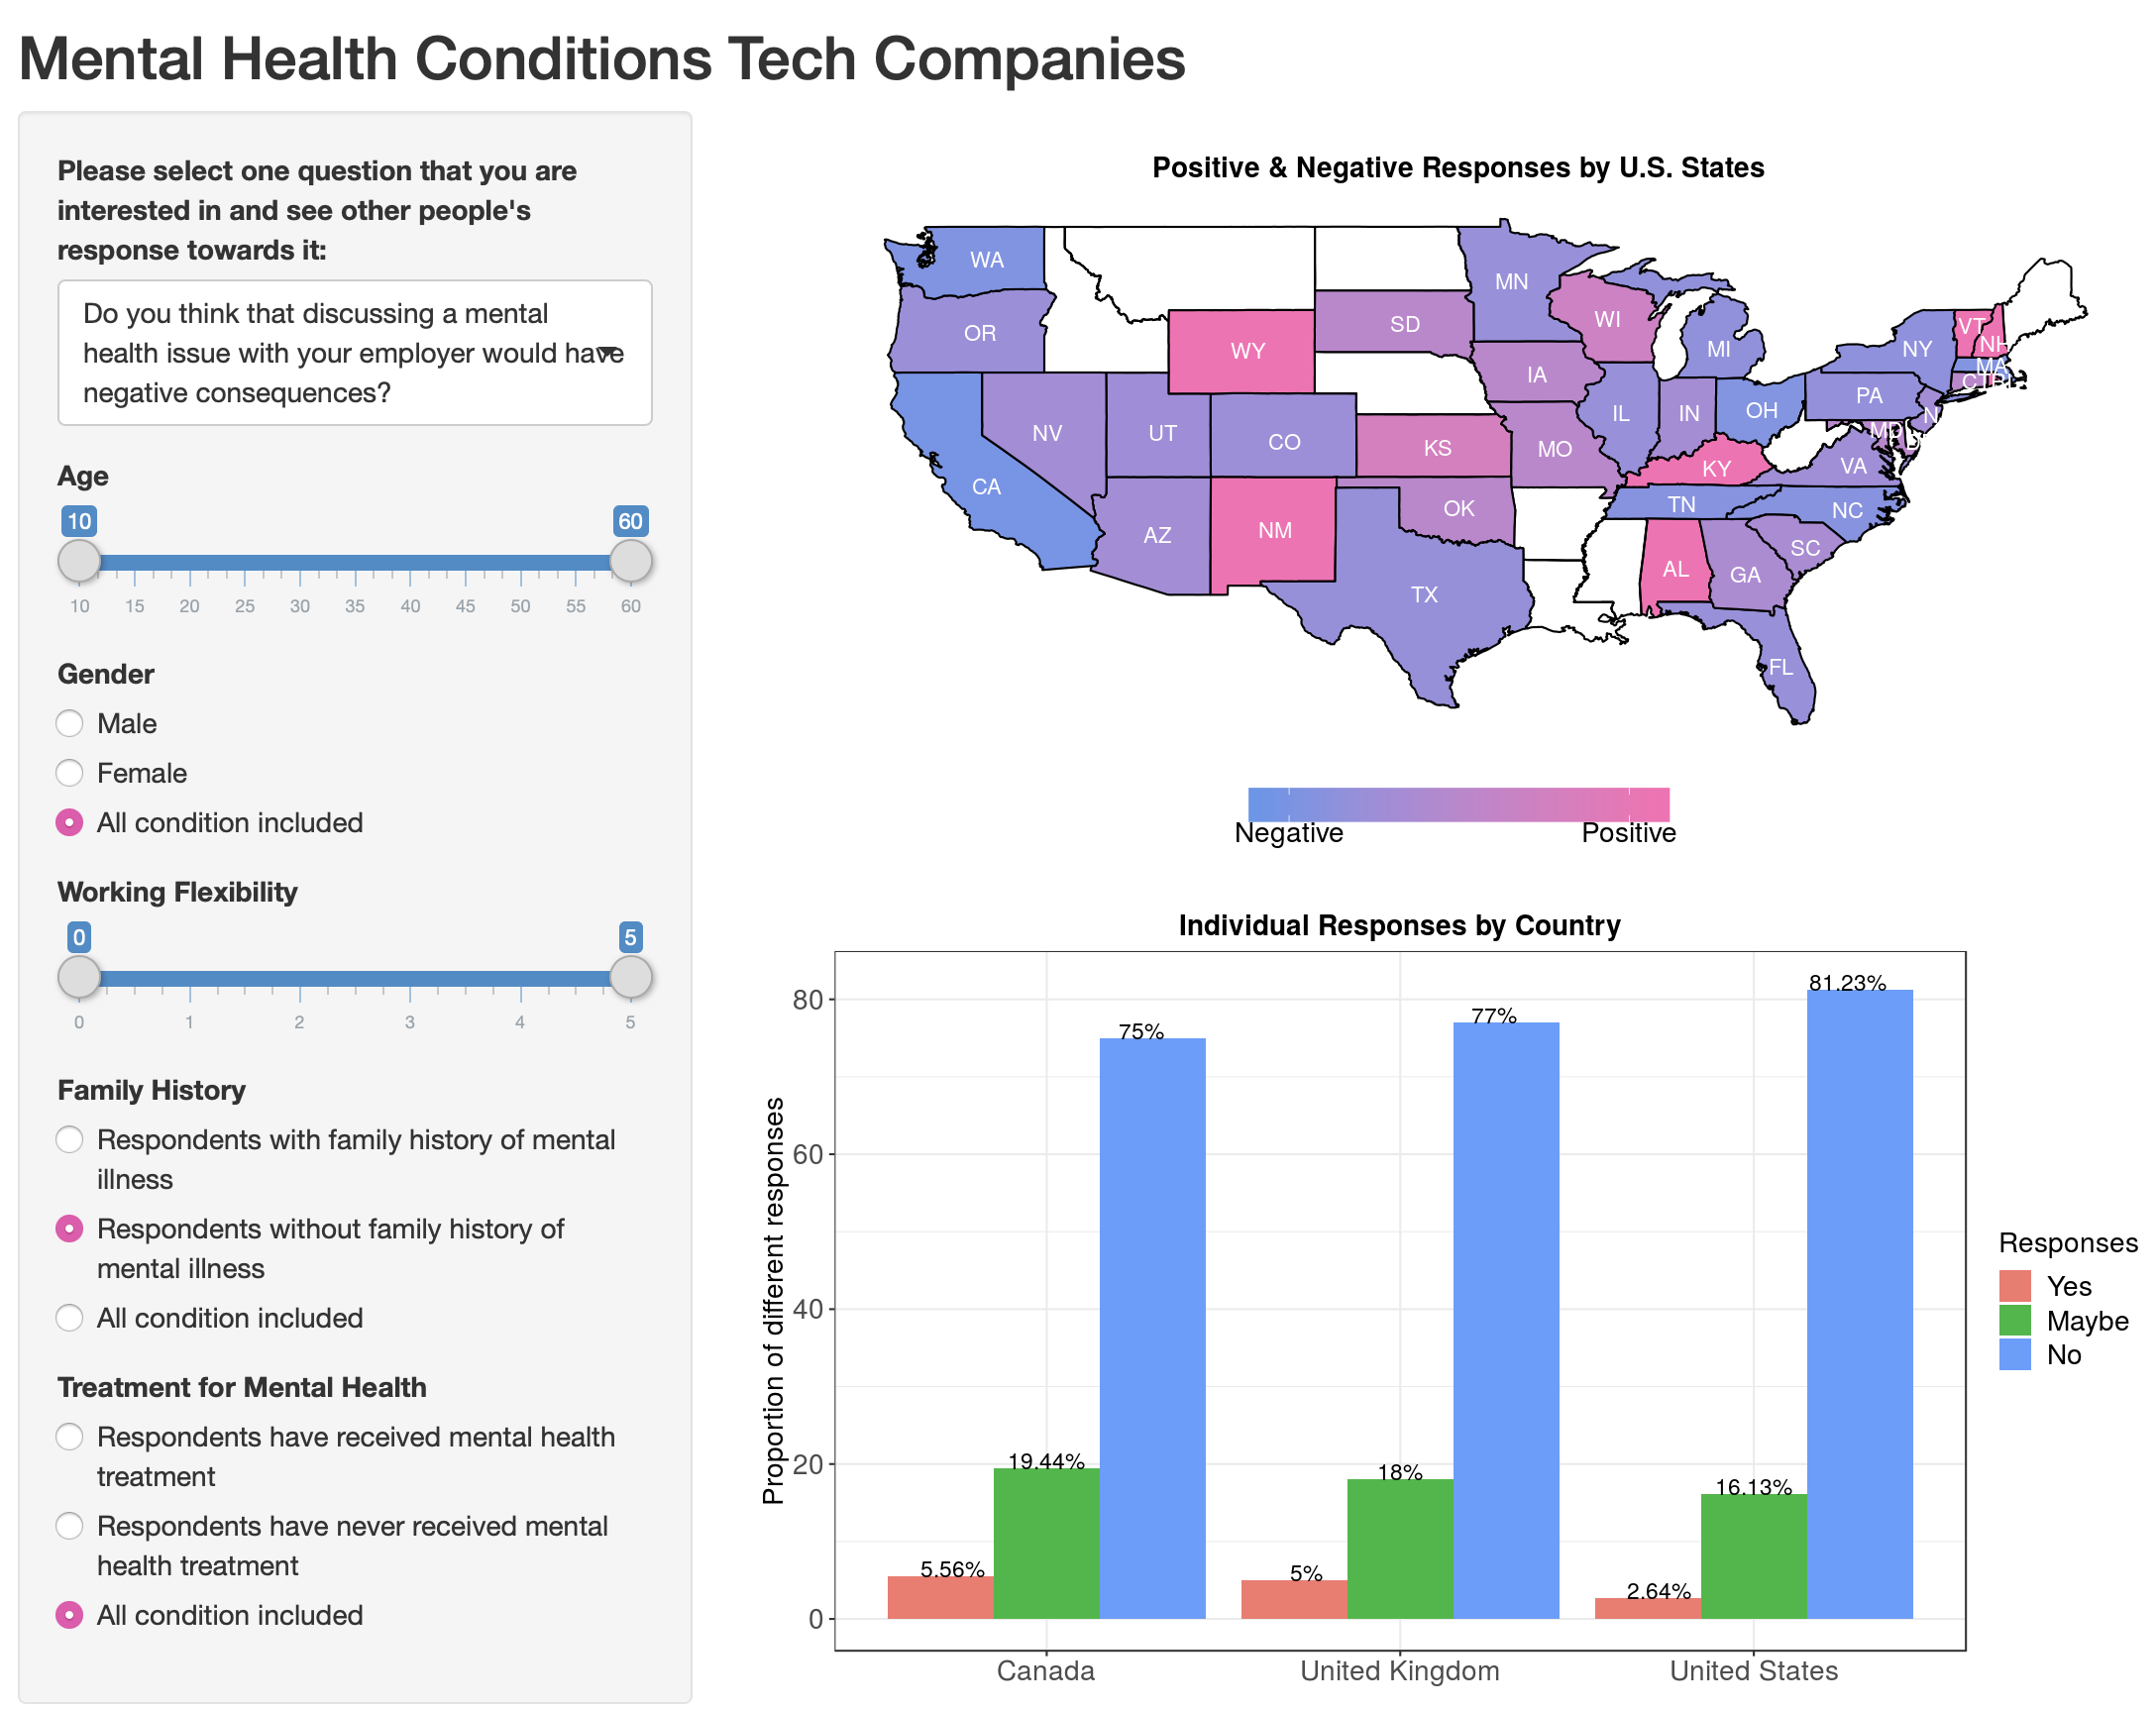 Mental Health Conditions Tech Companies
Please select one question that you are
interested in and see other people's
response towards it:
Do you think that discussing a mental
health issue with your employer would have
negative consequences?
Age
10 60
10 15 20 25 30 35 40 45 50 55 60
Gender
Male
Female
All condition included
Working Flexibility
0 5
0 1 2 3 4 5
Family History
Respondents with family history of mental
illness
Respondents without family history of
mental illness
All condition included
Treatment for Mental Health
Respondents have received mental health
treatment
Respondents have never received mental
health treatment
All condition included
Positive & Negative Responses by U.S. States
WA
MN
OR
SD
WI
VT
WY
MI
NY
NH
MA
IA
CT
PA
NV
UT
CO
IL
IN
OH
KS
MO
MD
KY
VA
CA
OK
TN
NC
AZ
NM
SC
TX
AL
GA
FL
Negative Positive
Individual Responses by Country
Proportion of different responses
80
60
40
20
0
5.56%
19.44%
75%
5%
18%
77%
2.64%
16.13%
81.23%
Canada United Kingdom United States
Responses
Yes
Maybe
No